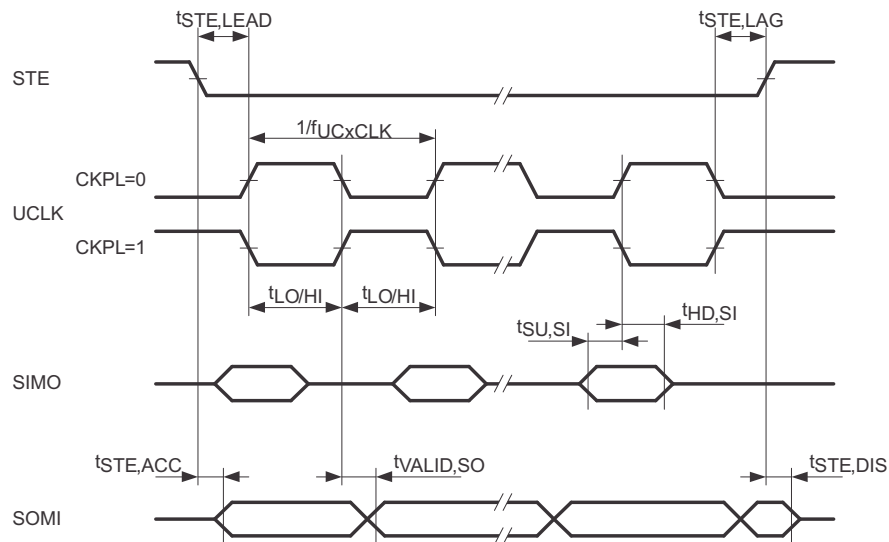 tSTE,LEAD
tSTE,LAG
STE
1/fUCxCLK
CKPL=0
UCLK
CKPL=1
tLO/HI
tLO/HI
tSU,SI
tHD,SI
SIMO
tSTE,ACC
tVALID,SO
tSTE,DIS
SOMI